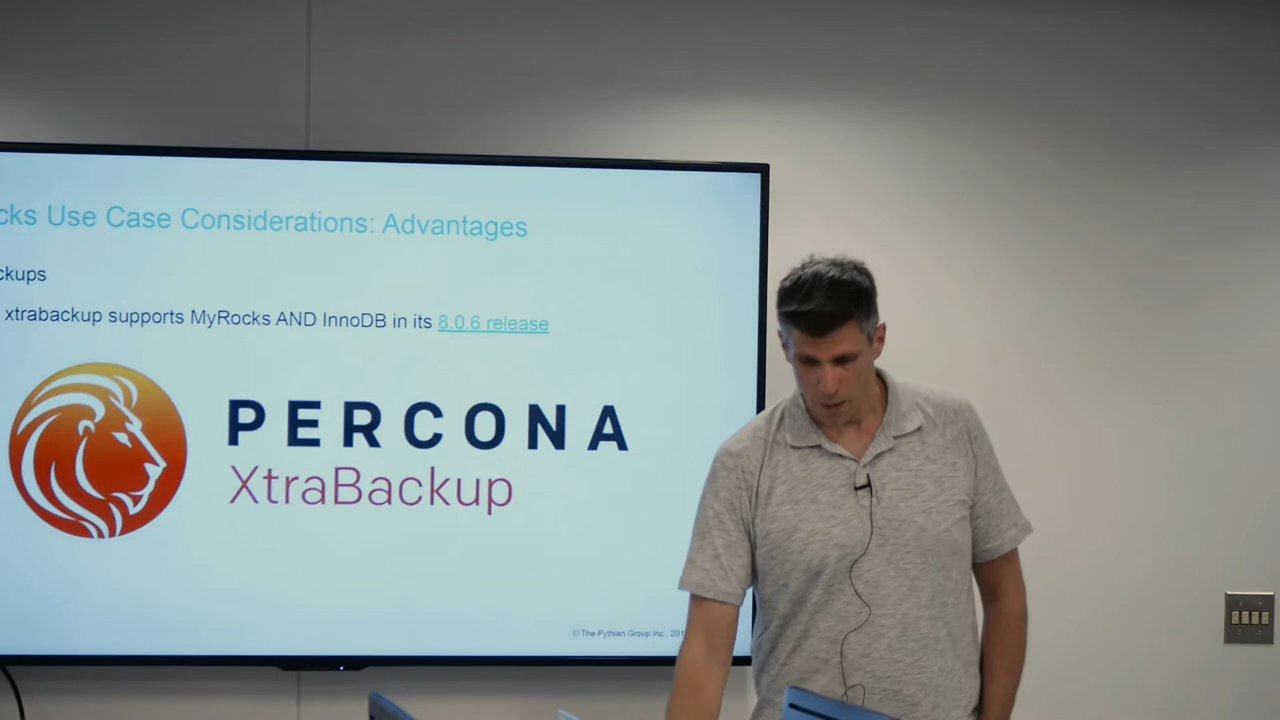 cks Use Case Considerations: Advantages
ckups
xtrabackup supports MyRocks AND InnoDB in its 8.0.6 release
PERCONA
XtraBackup
© The Pythian Group Inc., 201